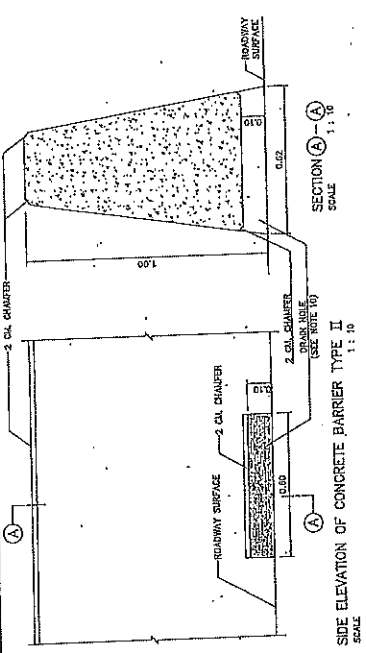 2 CM. CHAMFER
A
ROADWAY SURFACE
2 CM. CHAMFER
0.10
0.60
A
SIDE ELEVATION OF CONCRETE BARRIER TYPE II
SCALE 1 : 10
1.00
0.10
ROADWAY
SURFACE
0.52
2 CM. CHAMFER
DRAIN HOLE
(SEE NOTE 10)
SECTION A - A
SCALE 1 : 10